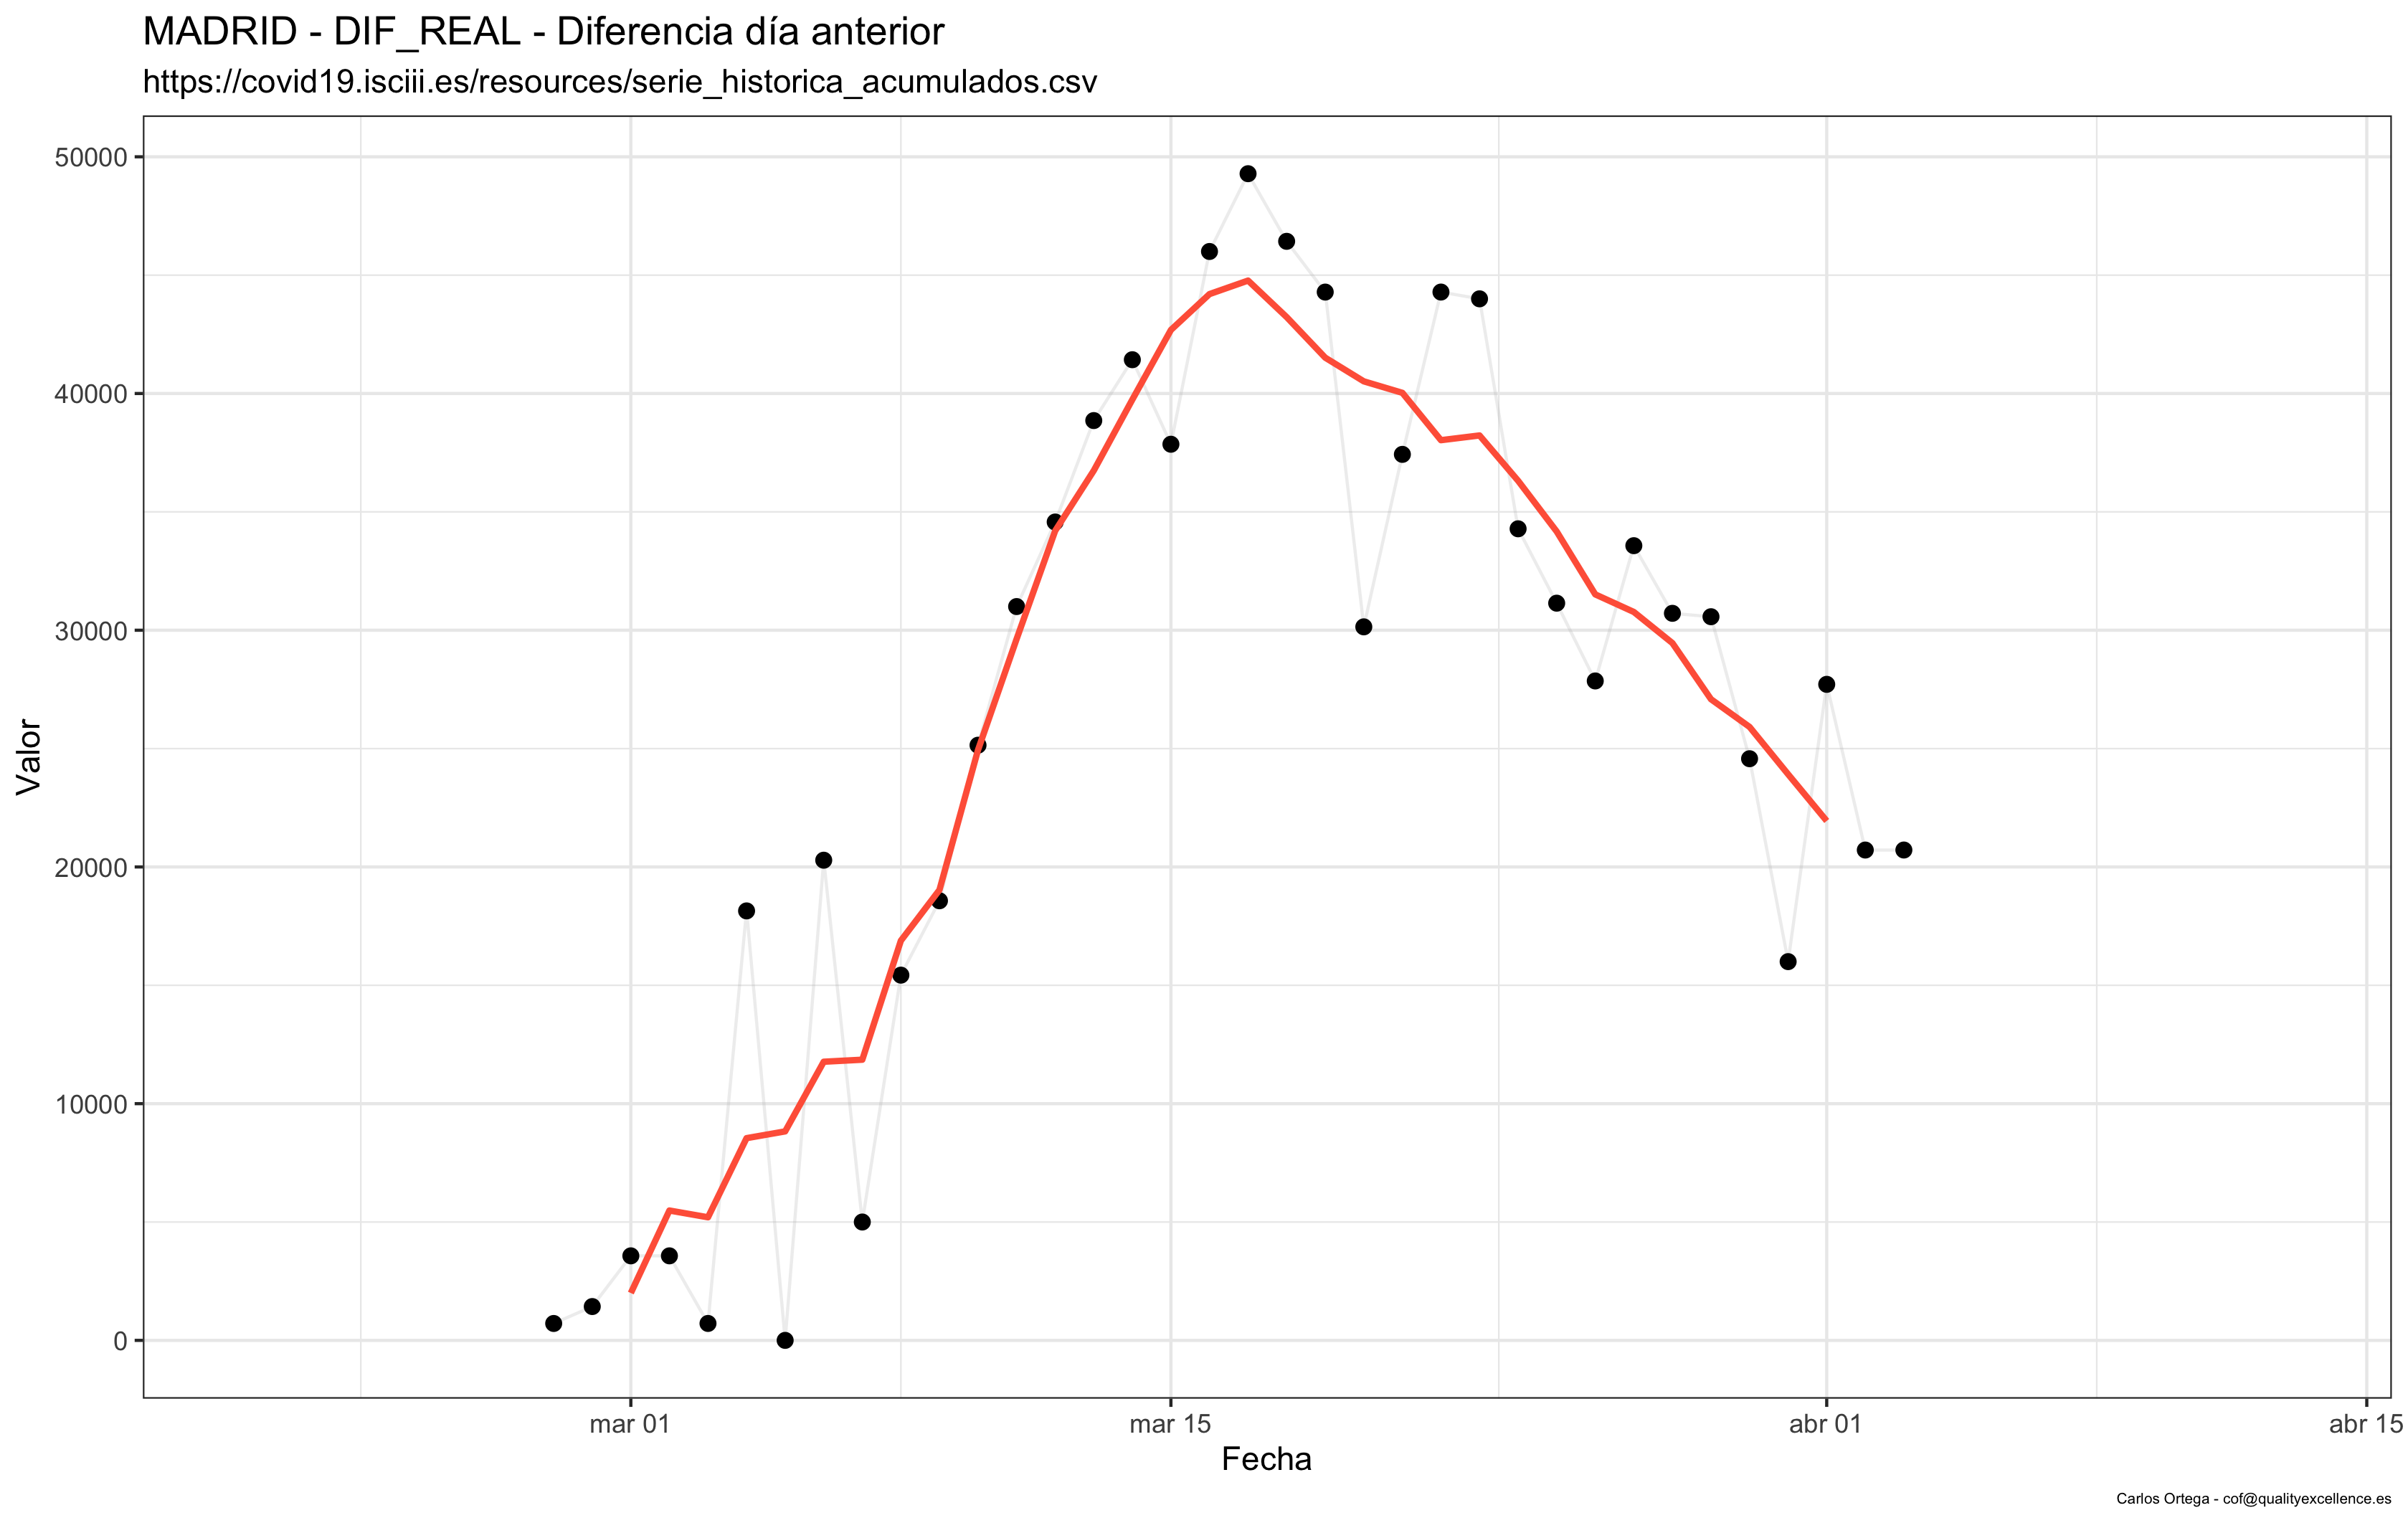 MADRID - DIF_REAL - Diferencia día anterior
https://covid19.isciii.es/resources/serie_historica_acumulados.csv
50000
40000
30000
20000
10000
0
Valor
mar 01
mar 15
abr 01
abr 15
Fecha
Carlos Ortega - cof@qualityexcellence.es